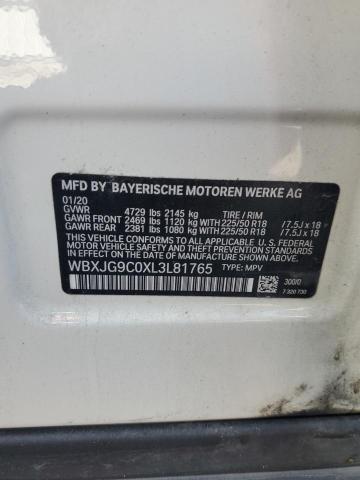 MFD BY BAYERISCHE MOTOREN WERKE AG
01/20
GVWR 4729 lbs 2145 kg TIRE / RIM
GAWR FRONT 2469 lbs 1120 kg WITH 225/50 R18 /7.5J x 18
GAWR REAR 2381 lbs 1080 kg WITH 225/50 R18 /7.5J x 18
THIS VEHICLE CONFORMS TO ALL APPLICABLE U.S. FEDERAL
MOTOR VEHICLE SAFETY STANDARDS
IN EFFECT ON THE DATE OF MANUFACTURE SHOWN ABOVE.
WBXJG9C0XL3L81765 TYPE: MPV
300/0
7 320 730